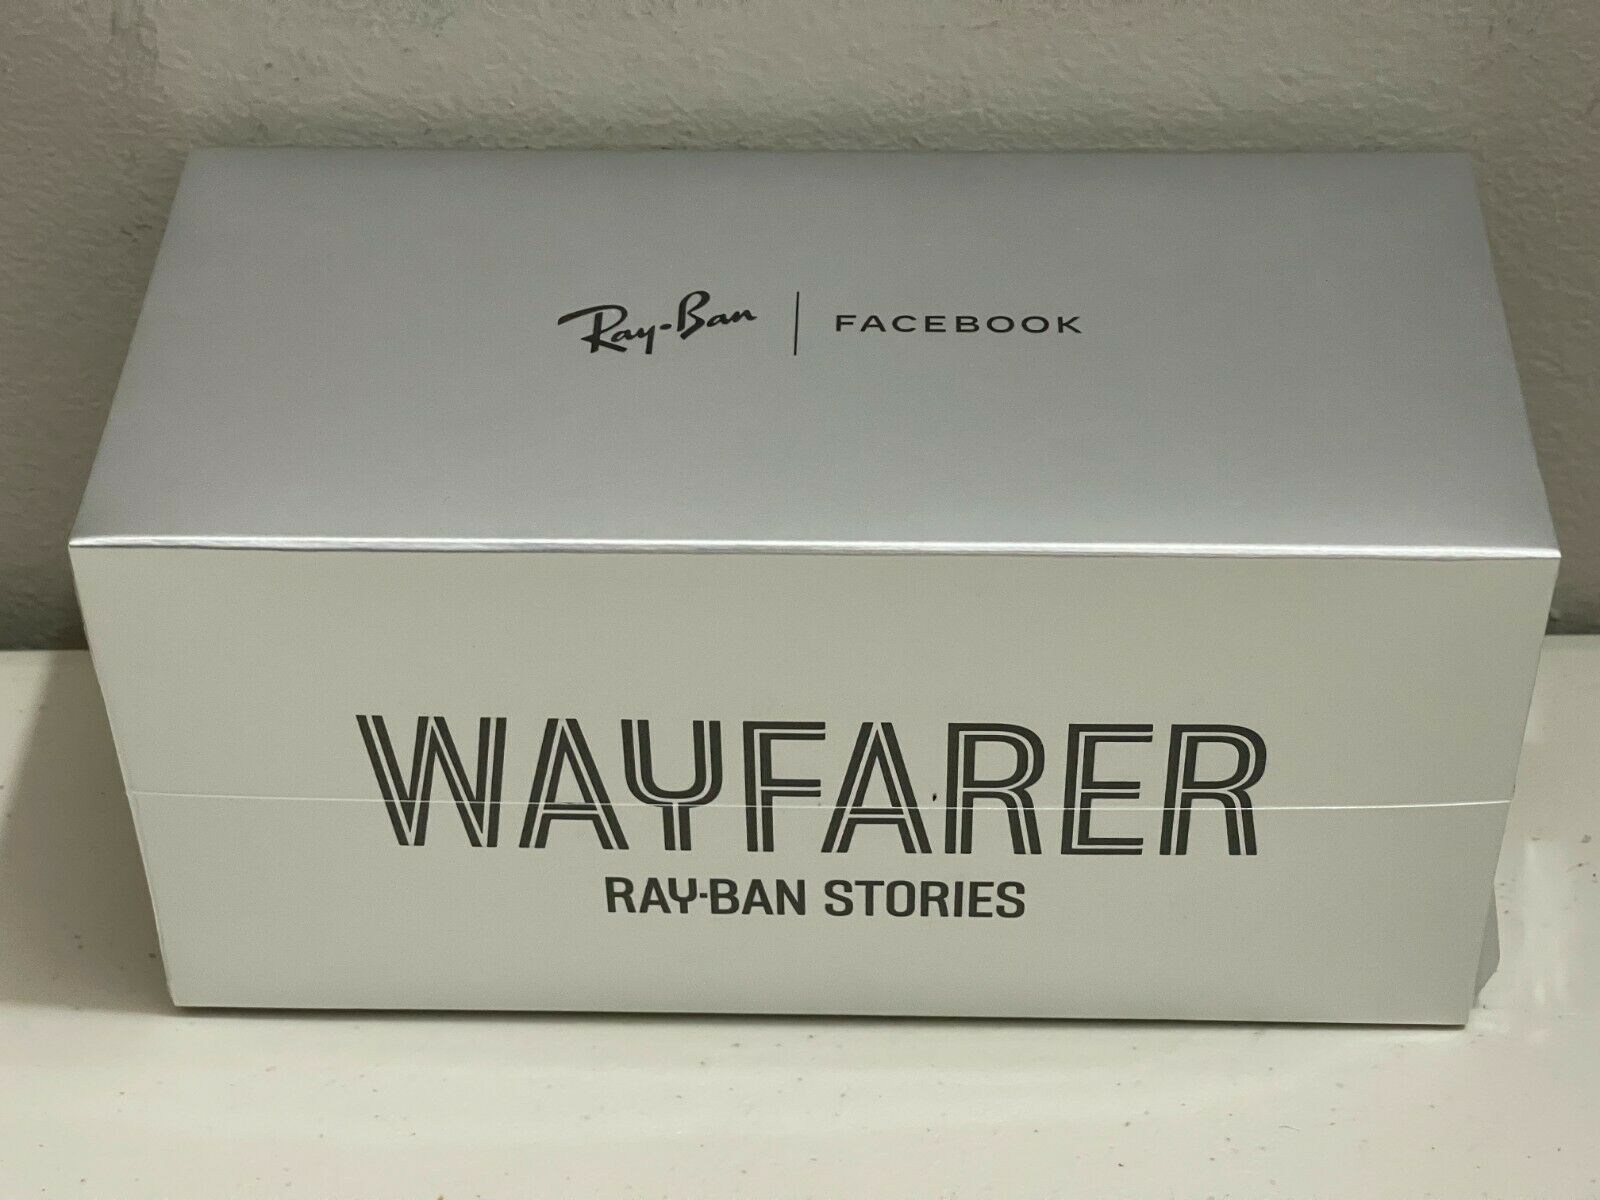 Ray-Ban | FACEBOOK
WAYFARER
RAY-BAN STORIES